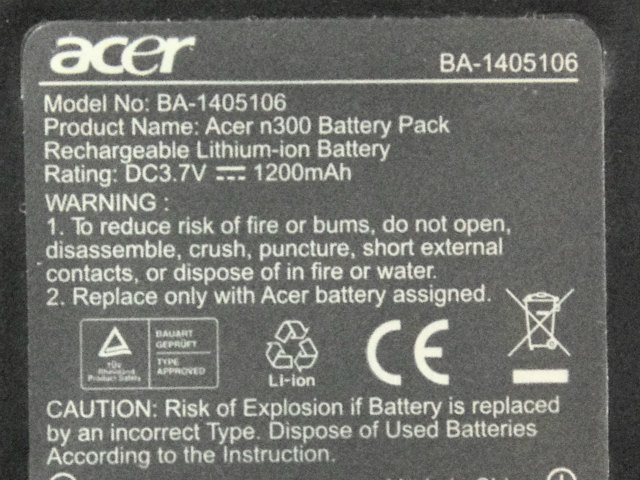 acer
BA-1405106
Model No: BA-1405106
Product Name: Acer n300 Battery Pack
Rechargeable Lithium-ion Battery
Rating: DC3.7V ⎓ 1200mAh
WARNING :
1. To reduce risk of fire or bums, do not open,
disassemble, crush, puncture, short external
contacts, or dispose of in fire or water.
2. Replace only with Acer battery assigned.
TÜV
Rheinland
Product Safety
BAUART
GEPRÜFT
TYPE
APPROVED
Li-ion
CE
CAUTION: Risk of Explosion if Battery is replaced
by an incorrect Type. Dispose of Used Batteries
According to the Instruction.